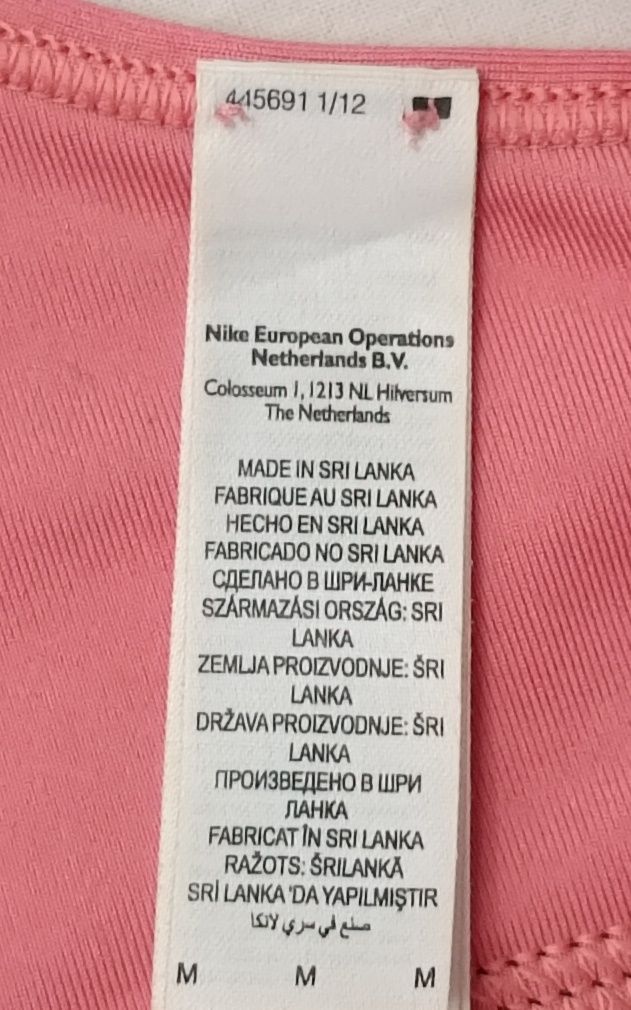 445691 1/12
Nike European Operations
Netherlands B.V.
Colosseum 1, 1213 NL Hilversum
The Netherlands
MADE IN SRI LANKA
FABRIQUE AU SRI LANKA
HECHO EN SRI LANKA
FABRICADO NO SRI LANKA
СДЕЛАНО В ШРИ-ЛАНКЕ
SZÁRMAZÁSI ORSZÁG: SRI
LANKA
ZEMLJA PROIZVODNJE: ŠRI
LANKA
DRŽAVA PROIZVODNJE: ŠRI
LANKA
ПРОИЗВЕДЕНО В ШРИ
ЛАНКА
FABRICAT ÎN SRI LANKA
RAŽOTS: ŠRILANKĀ
SRİ LANKA 'DA YAPILMIŞTIR
صنع في سري لانكا
M M M